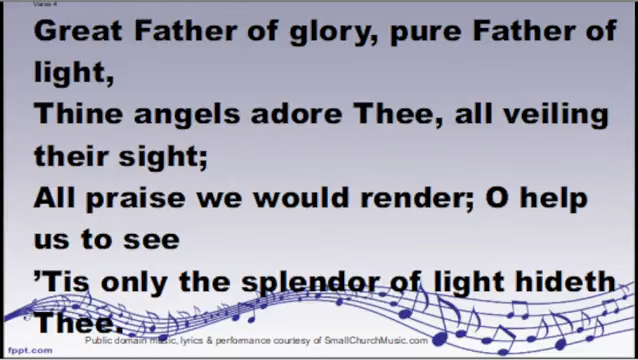 Verse 4
Great Father of glory, pure Father of
light,
Thine angels adore Thee, all veiling
their sight;
All praise we would render; O help
us to see
’Tis only the splendor of light hideth
Thee.
Public domain music, lyrics & performance courtesy of SmallChurchMusic.com
fppt.com